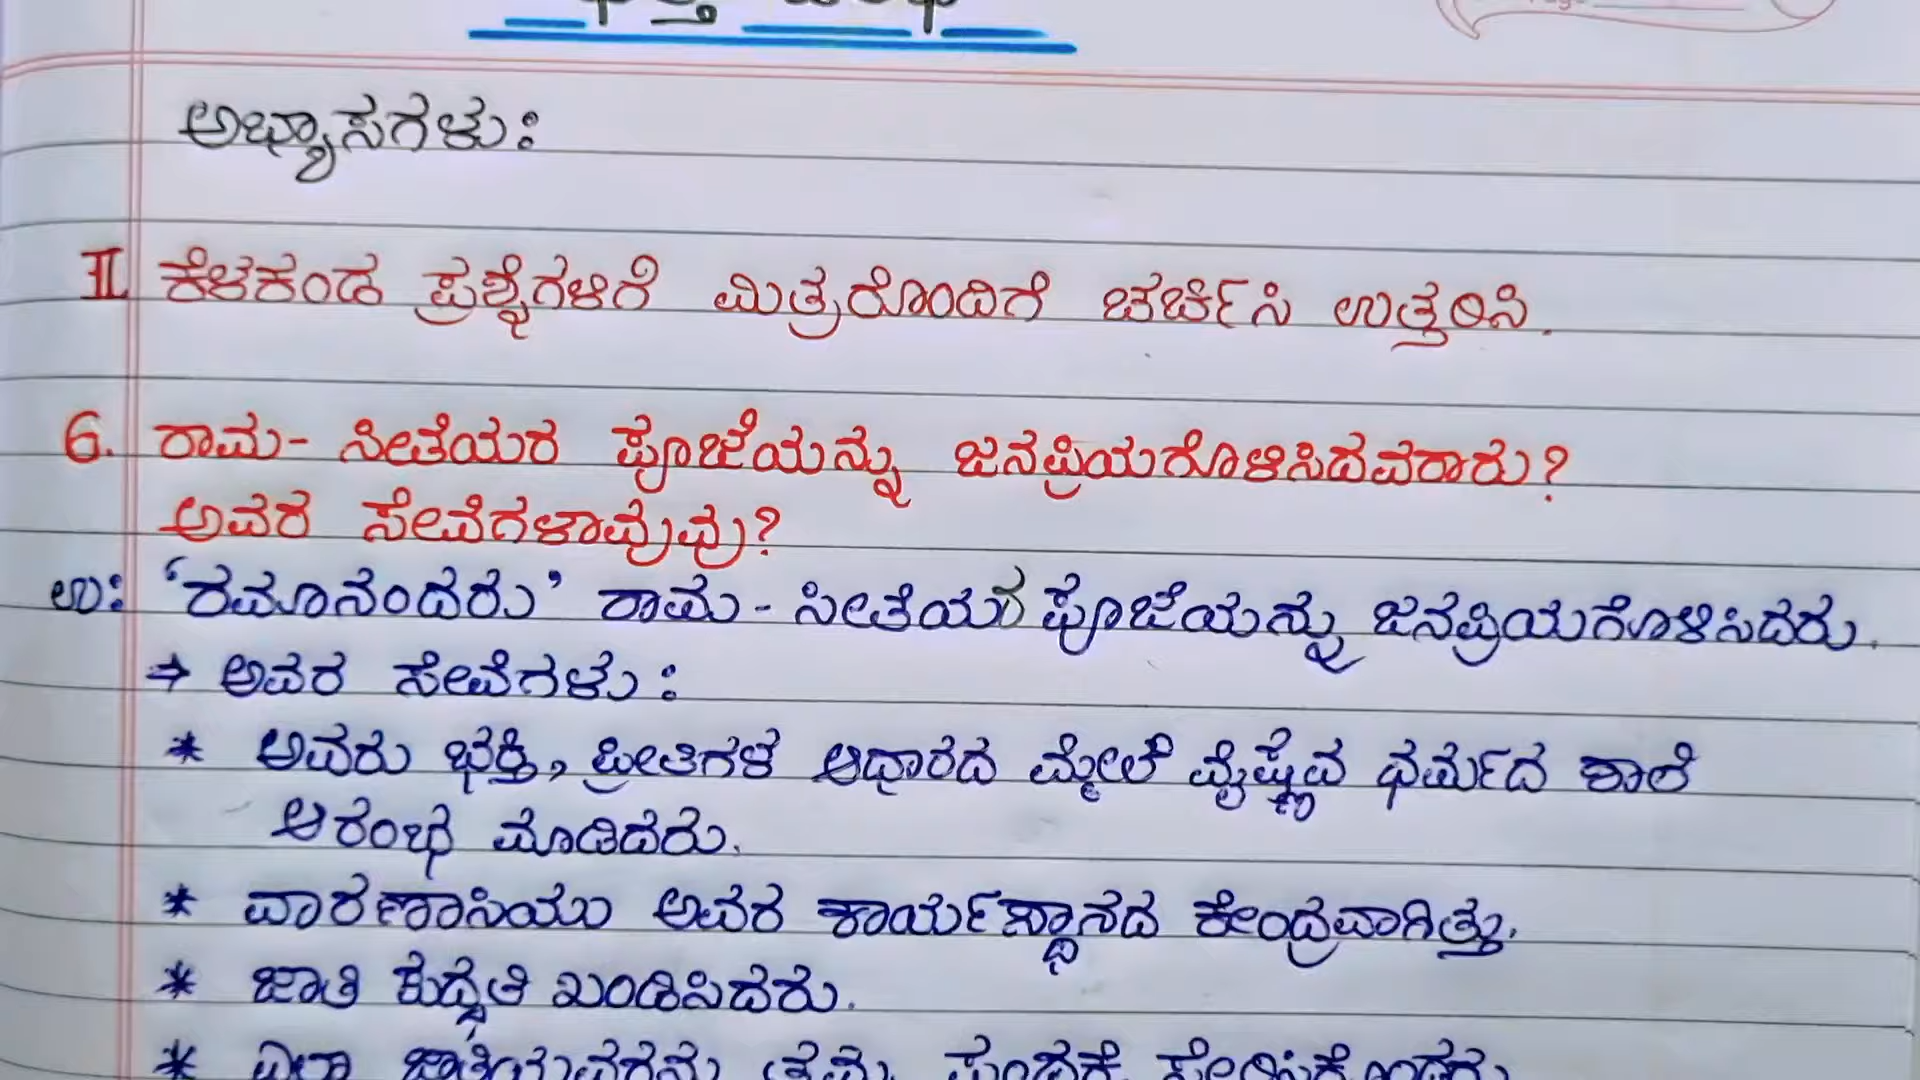 ಅಭ್ಯಾಸಗಳು:
II ಕೆಳಕಂಡ ಪ್ರಶ್ನೆಗಳಿಗೆ ಮಿತ್ರರೊಂದಿಗೆ ಚರ್ಚಿಸಿ ಉತ್ತರಿಸಿ.
6. ರಾಮ - ಸೀತೆಯರ ಪೂಜೆಯನ್ನು ಜನಪ್ರಿಯಗೊಳಿಸಿದವರಾರು?
ಅವರ ಸೇವೆಗಳಾವುವು?
ಉ: ‘ರಮಾನಂದರು’ ರಾಮ - ಸೀತೆಯರ ಪೂಜೆಯನ್ನು ಜನಪ್ರಿಯಗೊಳಿಸಿದರು.
→ ಅವರ ಸೇವೆಗಳು :
* ಅವರು ಭಕ್ತಿ, ಪ್ರೀತಿಗಳ ಆಧಾರದ ಮ್ಮೇಲೆ ವೈಷ್ಣವ ಧರ್ಮದ ಶಾಲೆ
ಆರಂಭ ಮಾಡಿದರು.
* ವಾರಣಾಸಿಯು ಅವರ ಕಾರ್ಯಸ್ಥಾನದ ಕೇಂದ್ರವಾಗಿತ್ತು.
* ಜಾತಿ ಪದ್ಧತಿ ಖಂಡಿಸಿದರು.